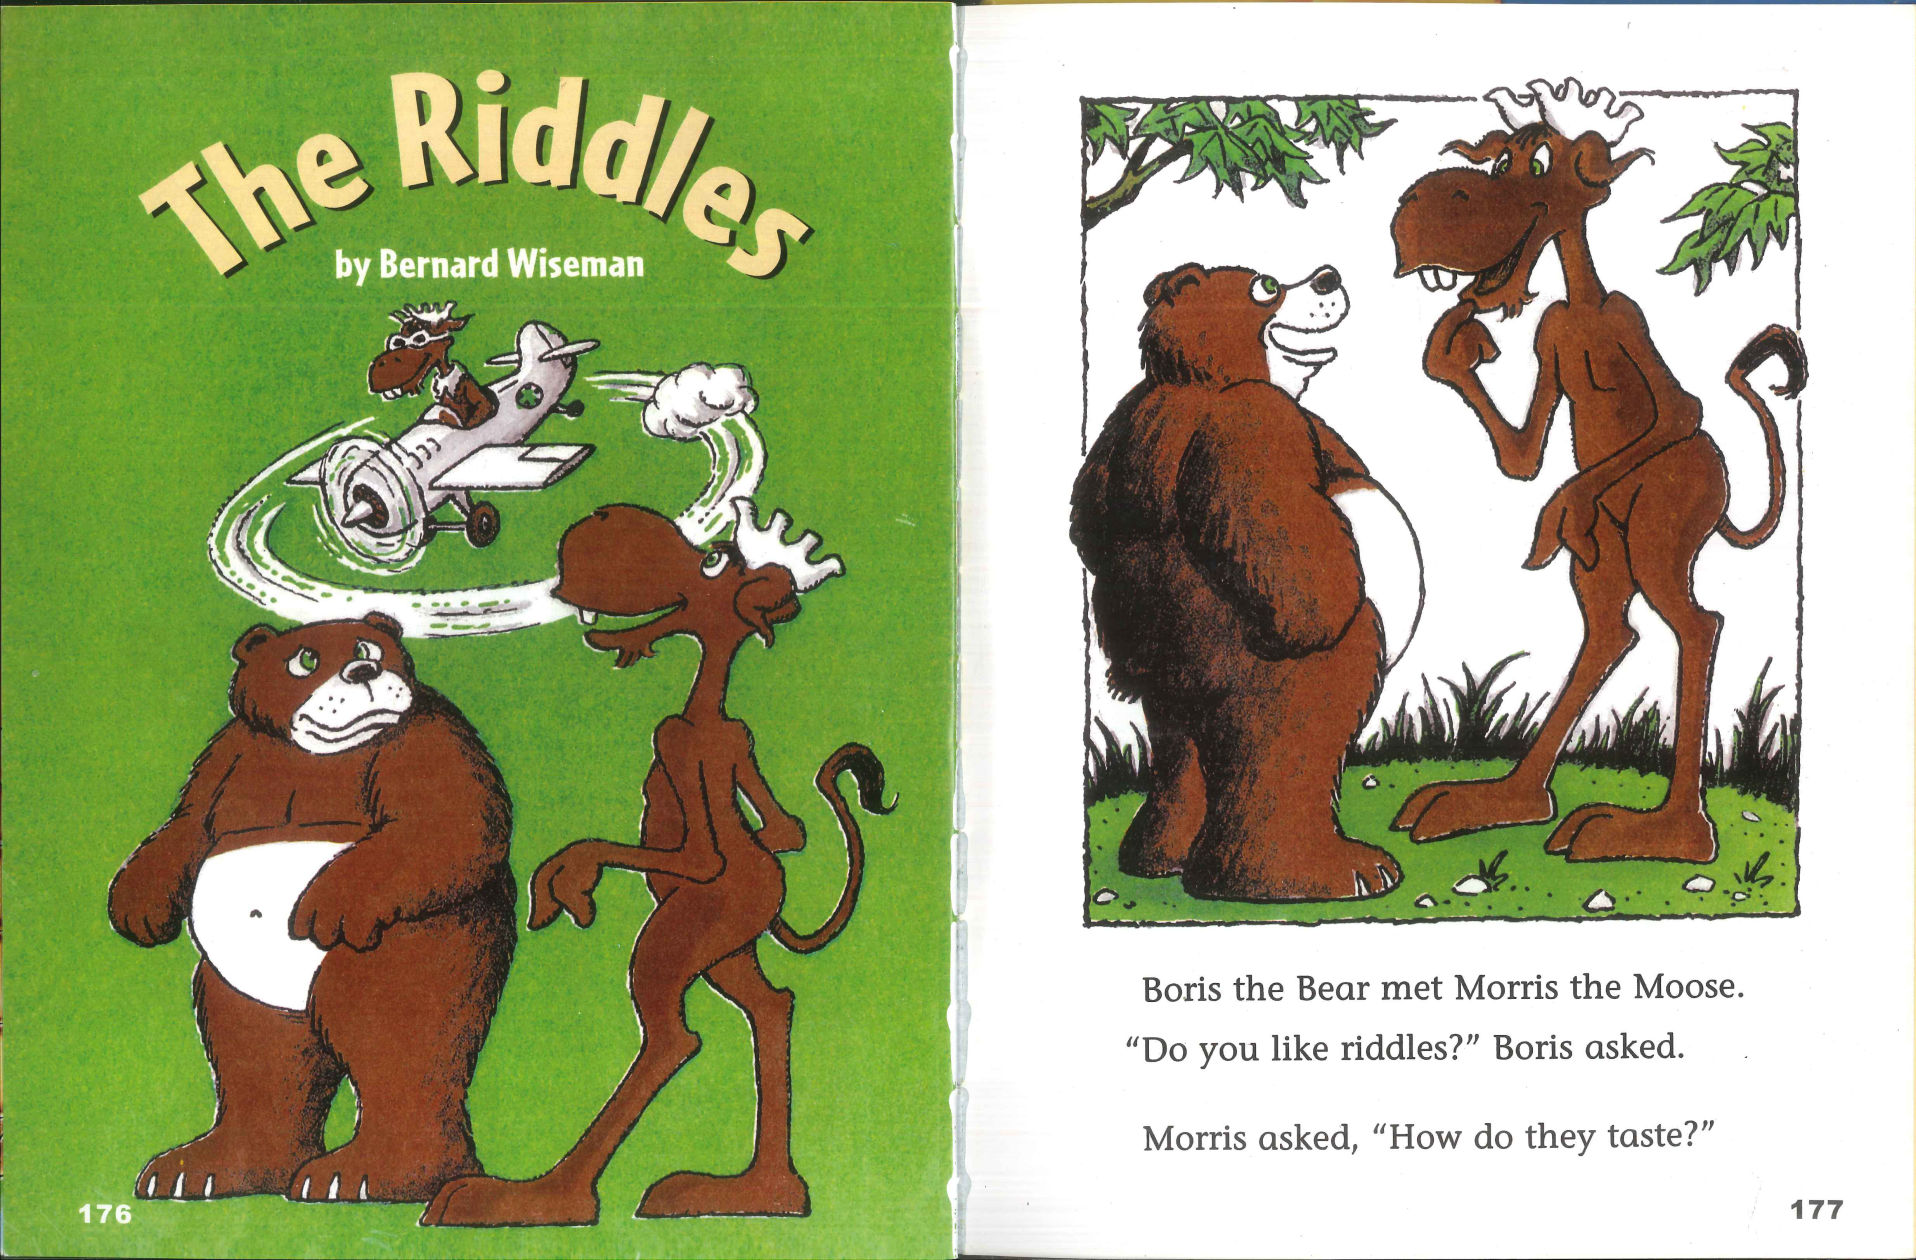 The Riddles
by Bernard Wiseman
176
Boris the Bear met Morris the Moose.
“Do you like riddles?” Boris asked.
Morris asked, “How do they taste?”
177